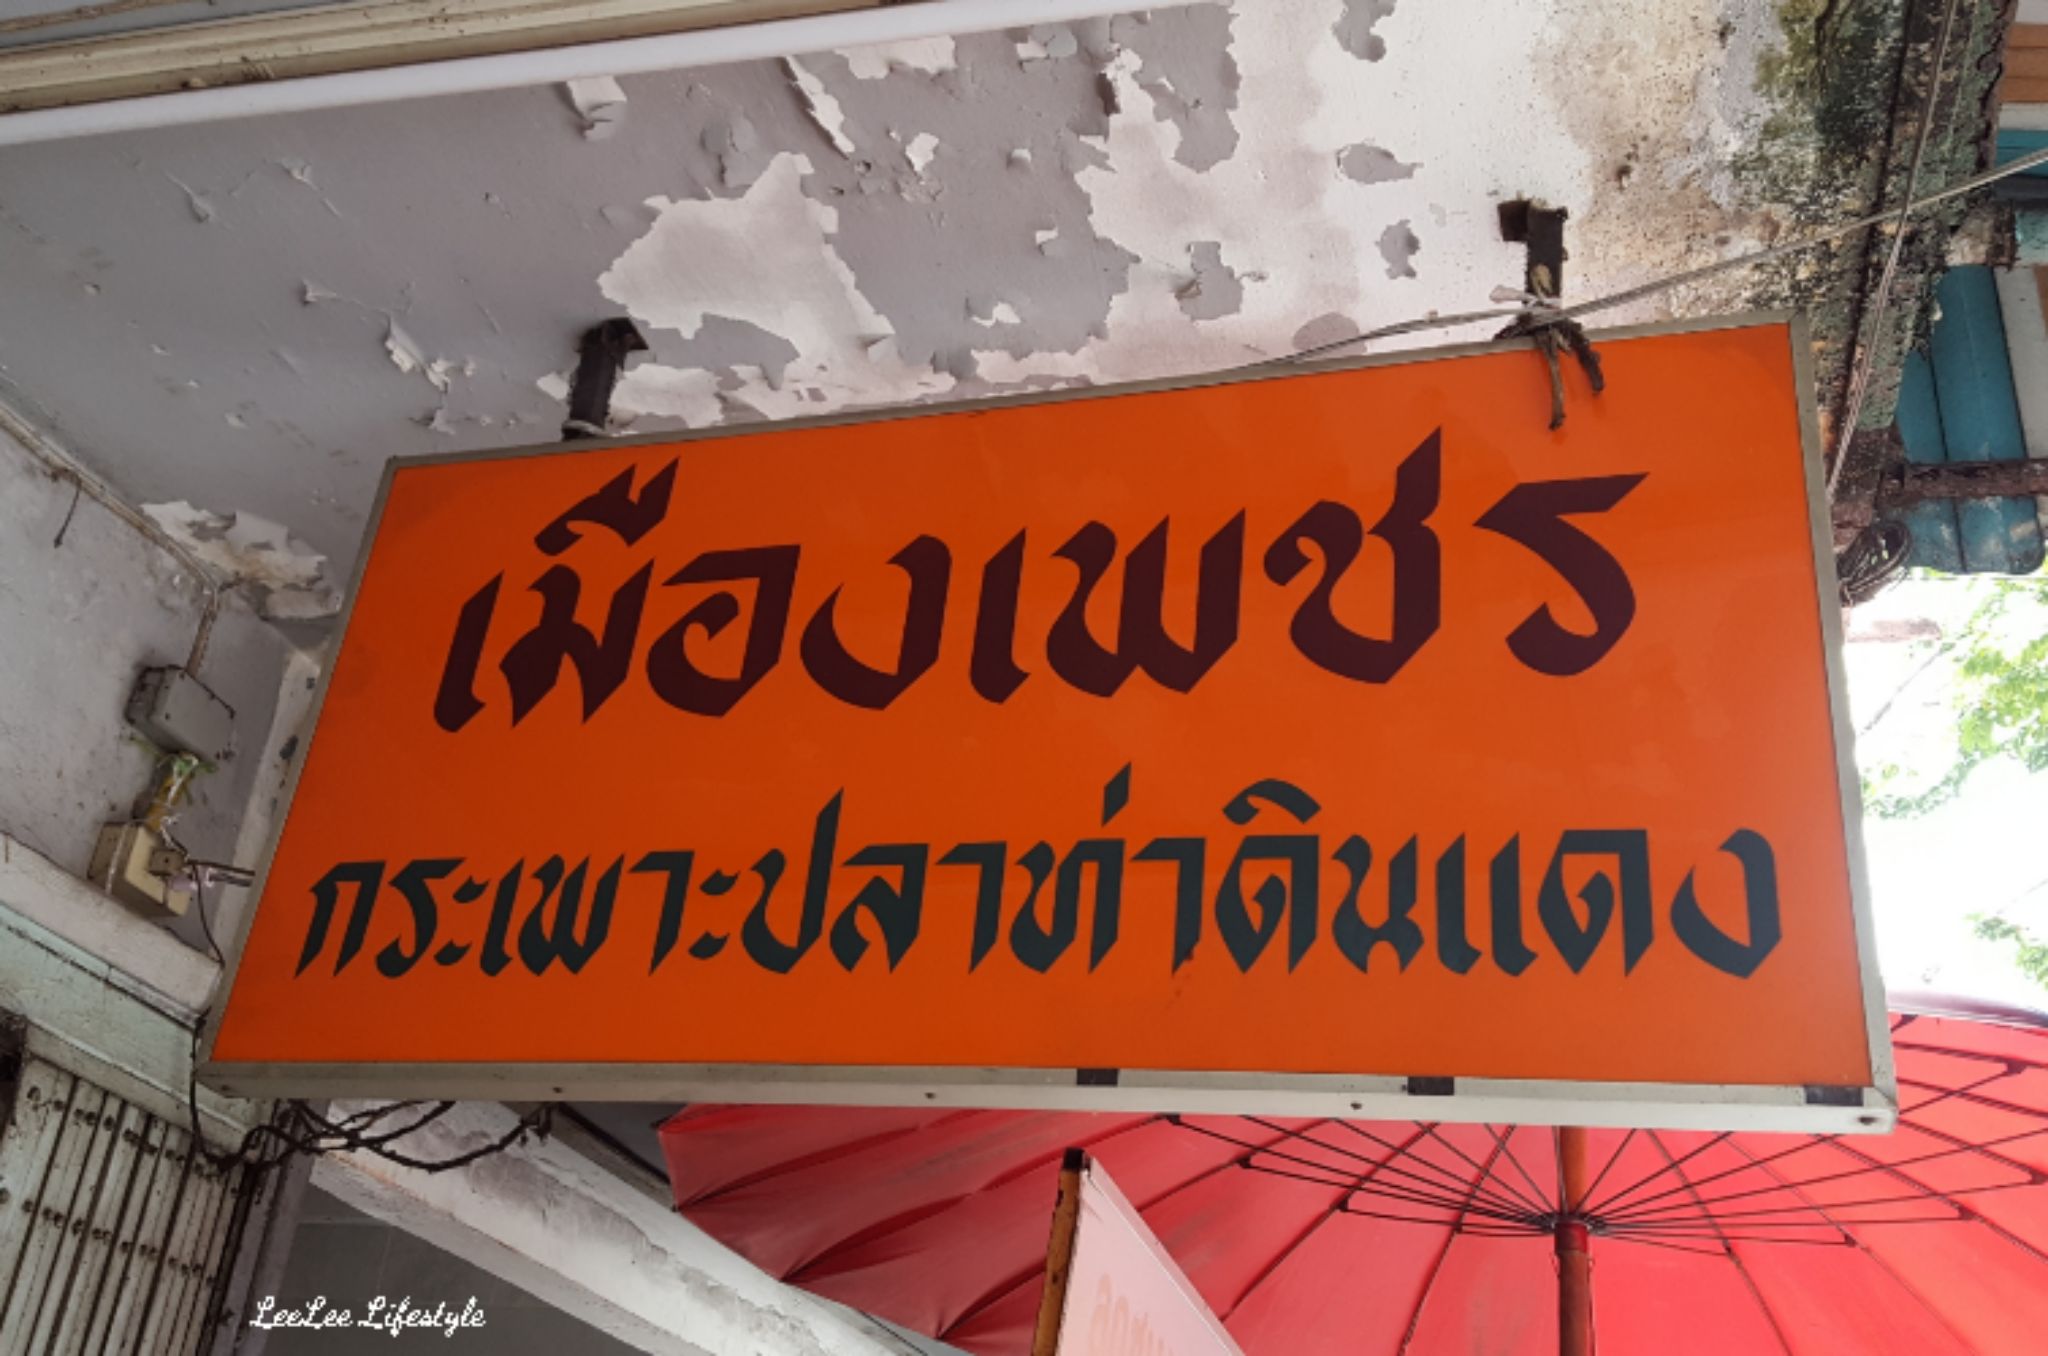 เมืองเพชร
กระเพาะปลาท่าดินแดง
LeeLee Lifestyle